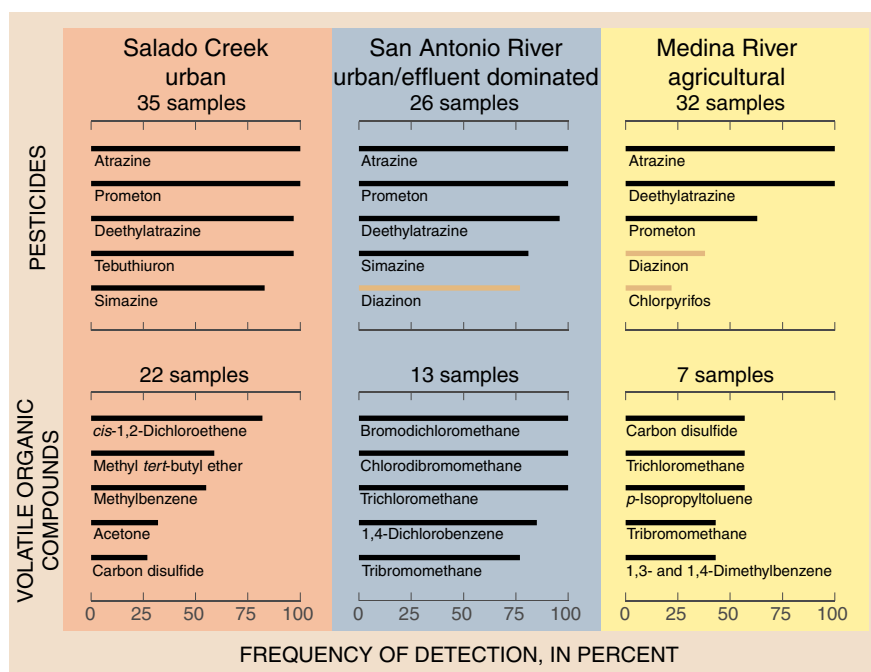 Salado Creek
urban
35 samples
San Antonio River
urban/effluent dominated
26 samples
Medina River
agricultural
32 samples
PESTICIDES
Atrazine
Prometon
Deethylatrazine
Tebuthiuron
Simazine
Atrazine
Prometon
Deethylatrazine
Simazine
Diazinon
Atrazine
Deethylatrazine
Prometon
Diazinon
Chlorpyrifos
VOLATILE ORGANIC
COMPOUNDS
22 samples
cis-1,2-Dichloroethene
Methyl tert-butyl ether
Methylbenzene
Acetone
Carbon disulfide
0 25 50 75 100
13 samples
Bromodichloromethane
Chlorodibromomethane
Trichloromethane
1,4-Dichlorobenzene
Tribromomethane
0 25 50 75 100
7 samples
Carbon disulfide
Trichloromethane
p-Isopropyltoluene
Tribromomethane
1,3- and 1,4-Dimethylbenzene
0 25 50 75 100
FREQUENCY OF DETECTION, IN PERCENT